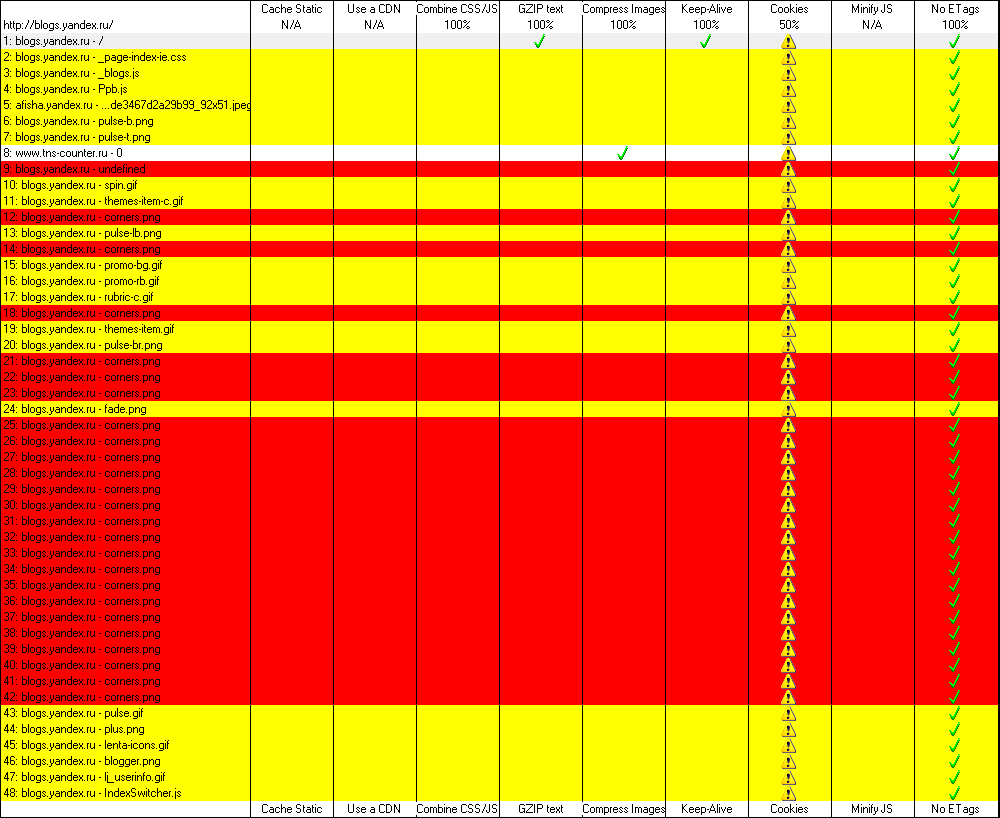 Cache Static Use a CDN Combine CSS/JS GZIP text Compress Images Keep-Alive Cookies Minify JS No ETags
http://blogs.yandex.ru/ N/A N/A 100% 100% 100% 100% 50% N/A 100%
1: blogs.yandex.ru - /
2: blogs.yandex.ru - _page-index-ie.css
3: blogs.yandex.ru - _blogs.js
4: blogs.yandex.ru - Ppb.js
5: afisha.yandex.ru - ...de3467d2a29b99_92x51.jpeg
6: blogs.yandex.ru - pulse-b.png
7: blogs.yandex.ru - pulse-t.png
8: www.tns-counter.ru - 0
9: blogs.yandex.ru - undefined
10: blogs.yandex.ru - spin.gif
11: blogs.yandex.ru - themes-item-c.gif
12: blogs.yandex.ru - corners.png
13: blogs.yandex.ru - pulse-lb.png
14: blogs.yandex.ru - corners.png
15: blogs.yandex.ru - promo-bg.gif
16: blogs.yandex.ru - promo-rb.gif
17: blogs.yandex.ru - rubric-c.gif
18: blogs.yandex.ru - corners.png
19: blogs.yandex.ru - themes-item.gif
20: blogs.yandex.ru - pulse-br.png
21: blogs.yandex.ru - corners.png
22: blogs.yandex.ru - corners.png
23: blogs.yandex.ru - corners.png
24: blogs.yandex.ru - fade.png
25: blogs.yandex.ru - corners.png
26: blogs.yandex.ru - corners.png
27: blogs.yandex.ru - corners.png
28: blogs.yandex.ru - corners.png
29: blogs.yandex.ru - corners.png
30: blogs.yandex.ru - corners.png
31: blogs.yandex.ru - corners.png
32: blogs.yandex.ru - corners.png
33: blogs.yandex.ru - corners.png
34: blogs.yandex.ru - corners.png
35: blogs.yandex.ru - corners.png
36: blogs.yandex.ru - corners.png
37: blogs.yandex.ru - corners.png
38: blogs.yandex.ru - corners.png
39: blogs.yandex.ru - corners.png
40: blogs.yandex.ru - corners.png
41: blogs.yandex.ru - corners.png
42: blogs.yandex.ru - corners.png
43: blogs.yandex.ru - pulse.gif
44: blogs.yandex.ru - plus.png
45: blogs.yandex.ru - lenta-icons.gif
46: blogs.yandex.ru - blogger.png
47: blogs.yandex.ru - lj_userinfo.gif
48: blogs.yandex.ru - IndexSwitcher.js
Cache Static Use a CDN Combine CSS/JS GZIP text Compress Images Keep-Alive Cookies Minify JS No ETags